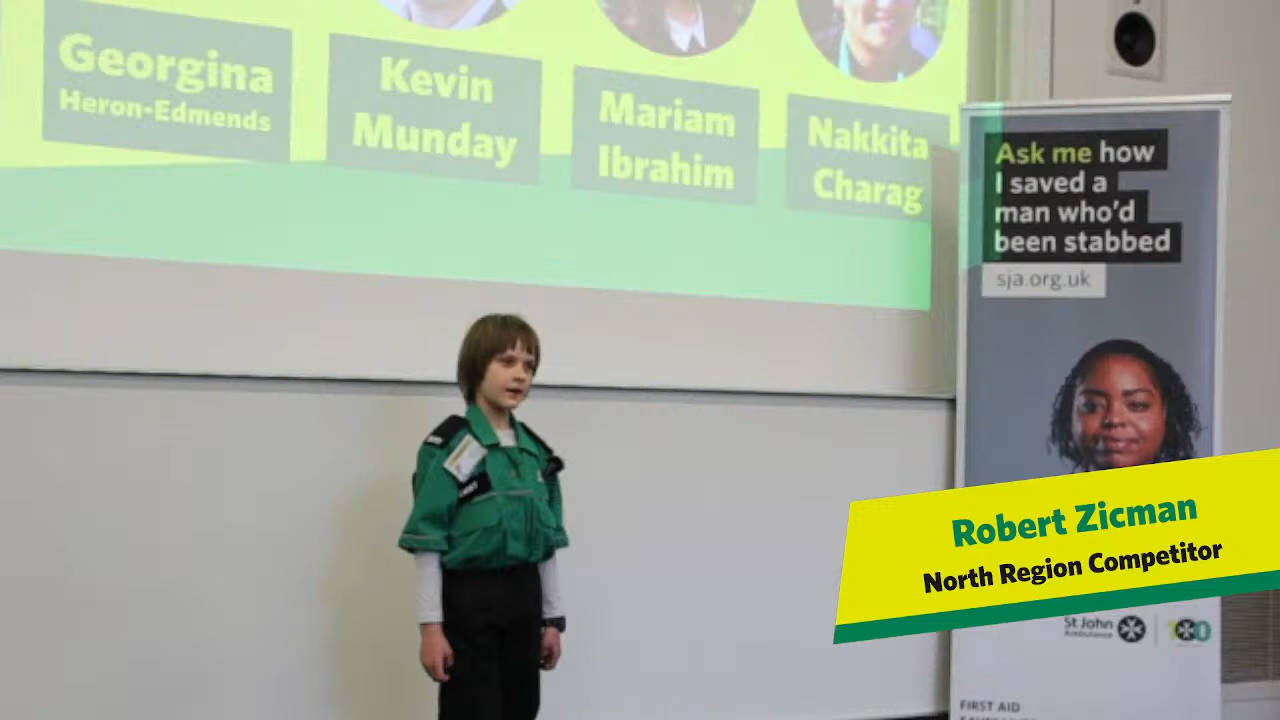 Georgina
Heron-Edmends
Kevin
Munday
Mariam
Ibrahim
Nakkita
Charag
Ask me how
I saved a
man who'd
been stabbed
sja.org.uk
Robert Zicman
North Region Competitor
St John
Ambulance
100
FIRST AID